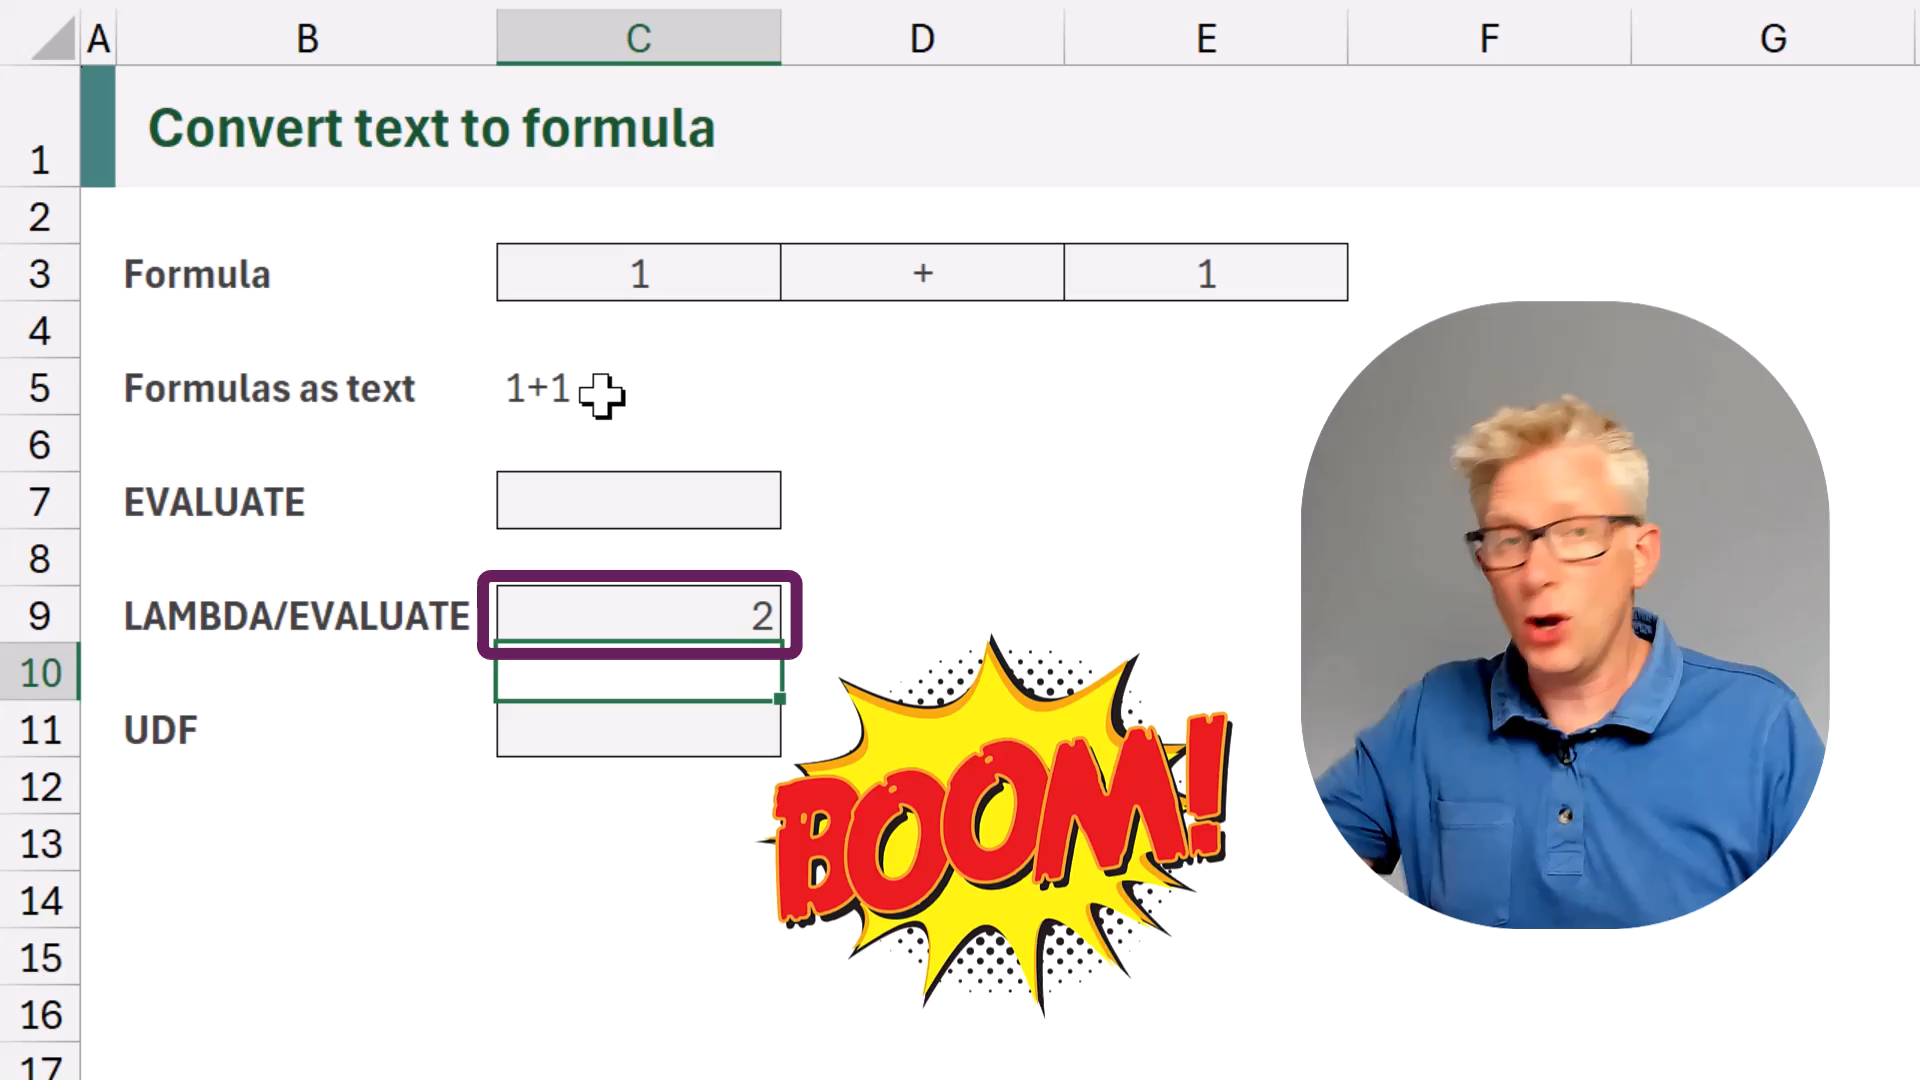 A B C D E F G
1 Convert text to formula
2
3 Formula 1 + 1
4
5 Formulas as text 1+1
6
7 EVALUATE
8
9 LAMBDA/EVALUATE 2
10
11 UDF
12
BOOM!
13
14
15
16
17